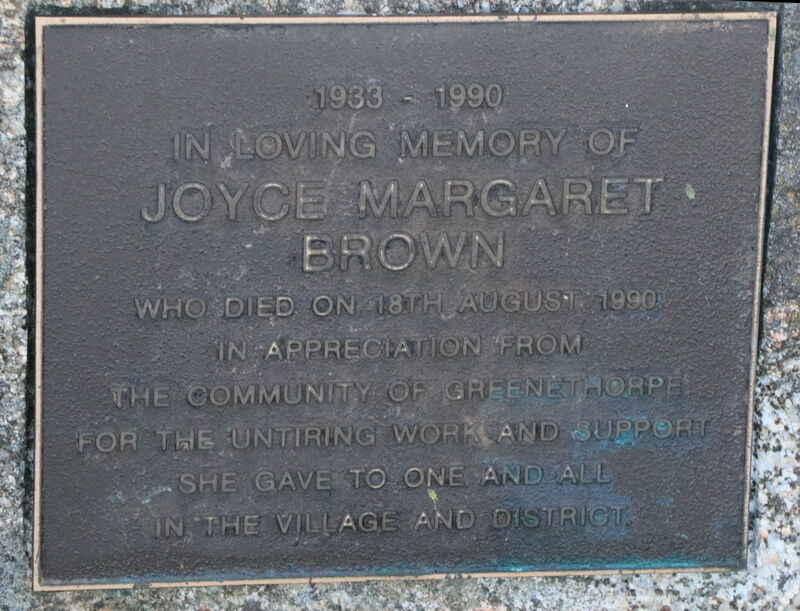 1933 - 1990
IN LOVING MEMORY OF
JOYCE MARGARET
BROWN
WHO DIED ON 18TH AUGUST 1990
IN APPRECIATION FROM
THE COMMUNITY OF GREENETHORPE
FOR THE UNTIRING WORK AND SUPPORT
SHE GAVE TO ONE AND ALL
IN THE VILLAGE AND DISTRICT.